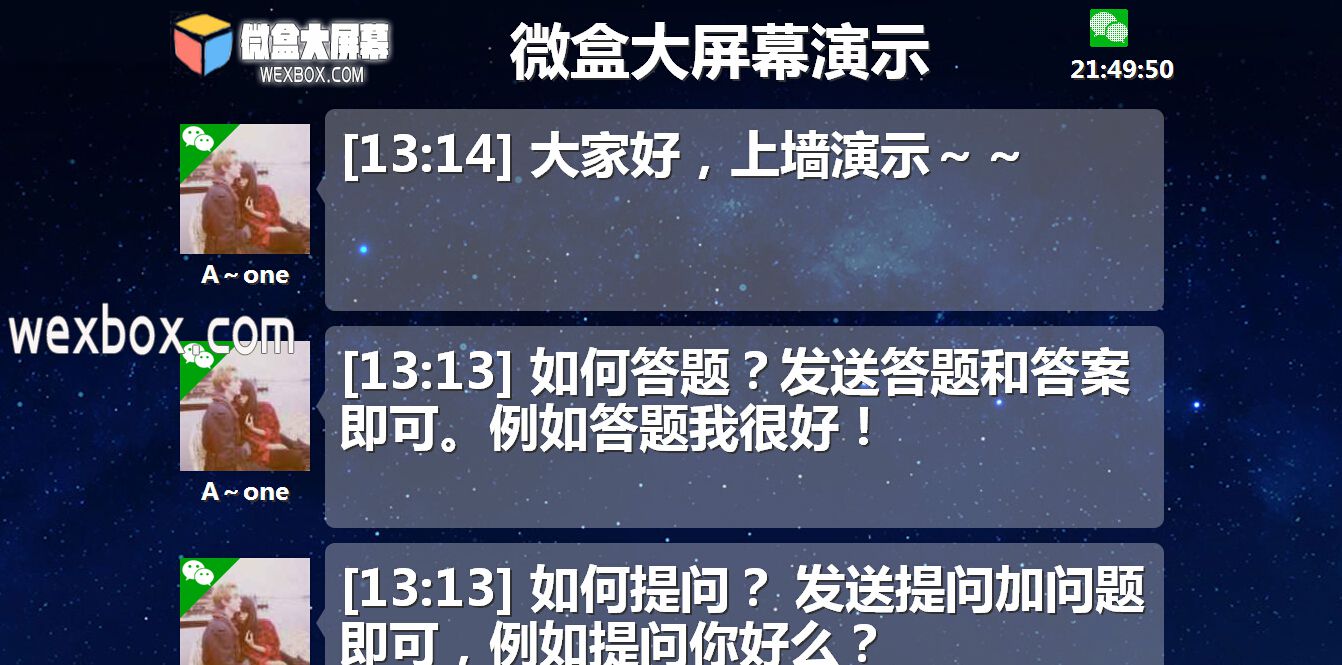 微盒大屏幕
WEXBOX.COM
微盒大屏幕演示
21:49:50
[13:14] 大家好，上墙演示～～
A～one
wexbox.com
[13:13] 如何答题？发送答题和答案
即可。例如答题我很好！
A～one
[13:13] 如何提问？ 发送提问加问题
即可，例如提问你好么？